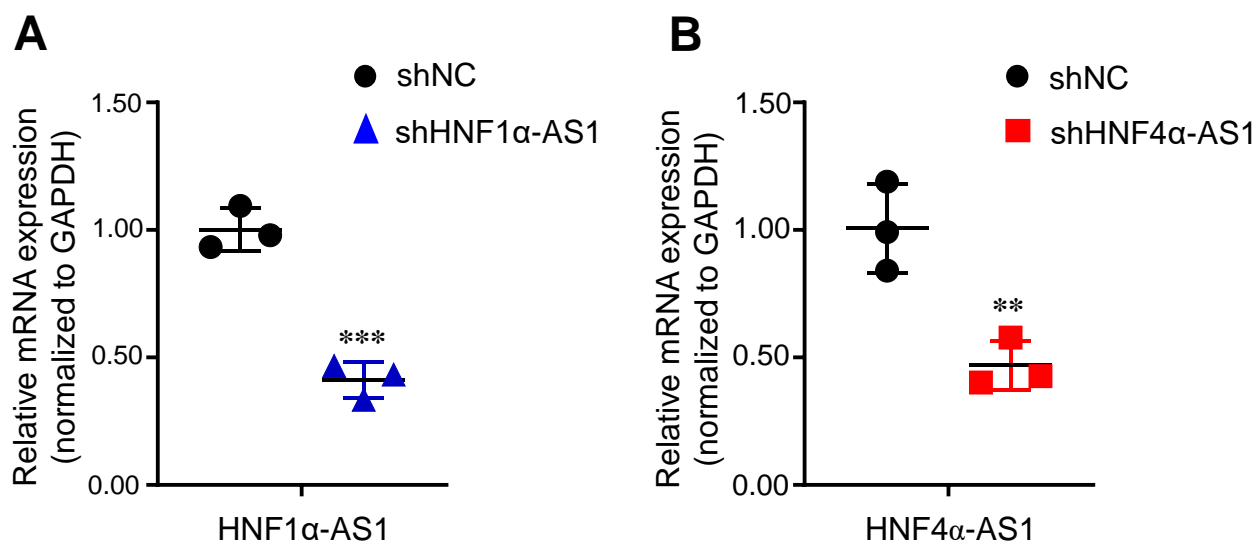 A
shNC
shHNF1α-AS1
Relative mRNA expression
(normalized to GAPDH)
1.50
1.00
0.50
0.00
***
HNF1α-AS1
B
shNC
shHNF4α-AS1
Relative mRNA expression
(normalized to GAPDH)
1.50
1.00
0.50
0.00
**
HNF4α-AS1